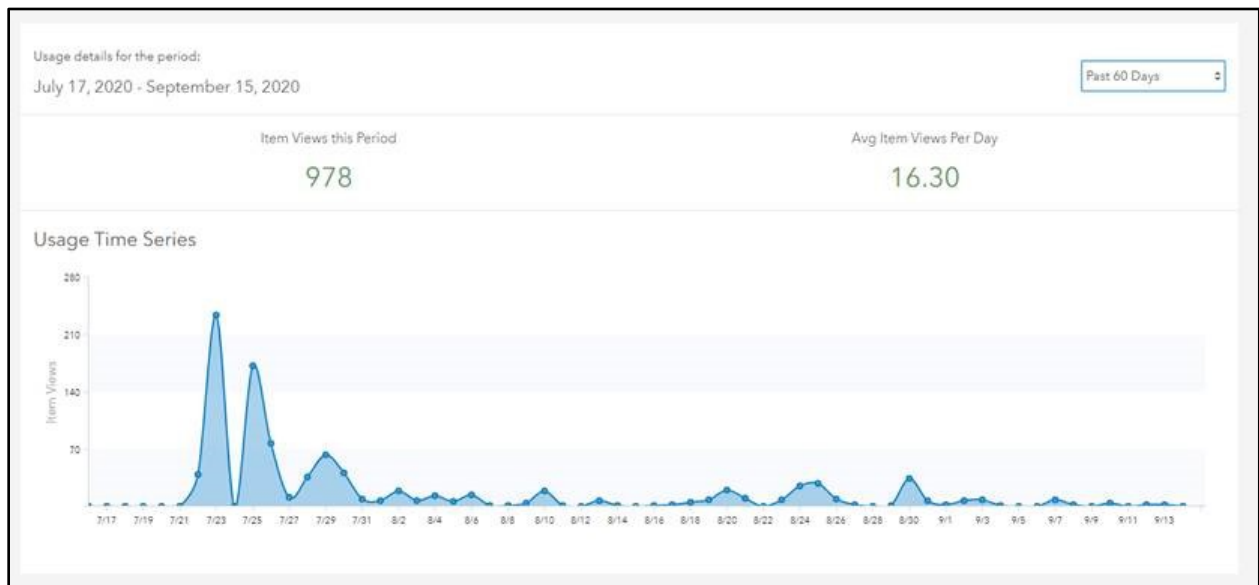 Usage details for the period:
July 17, 2020 - September 15, 2020
Past 60 Days
Item Views this Period
978
Avg Item Views Per Day
16.30
Usage Time Series
280
210
140
70
Item Views
7/17 7/19 7/21 7/23 7/25 7/27 7/29 7/31 8/2 8/4 8/6 8/8 8/10 8/12 8/14 8/16 8/18 8/20 8/22 8/24 8/26 8/28 8/30 9/1 9/3 9/5 9/7 9/9 9/11 9/13